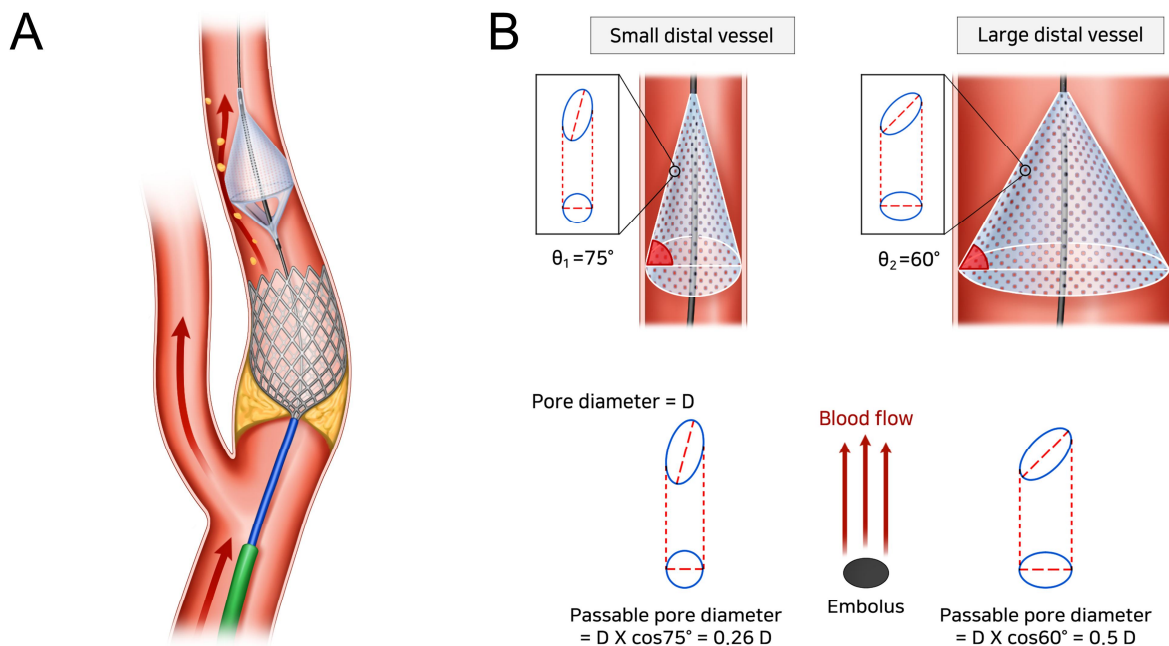 A
B
Small distal vessel
Large distal vessel
θ₁=75°
θ₂=60°
Pore diameter = D
Blood flow
Embolus
Passable pore diameter
= D X cos75° = 0.26 D
Passable pore diameter
= D X cos60° = 0.5 D